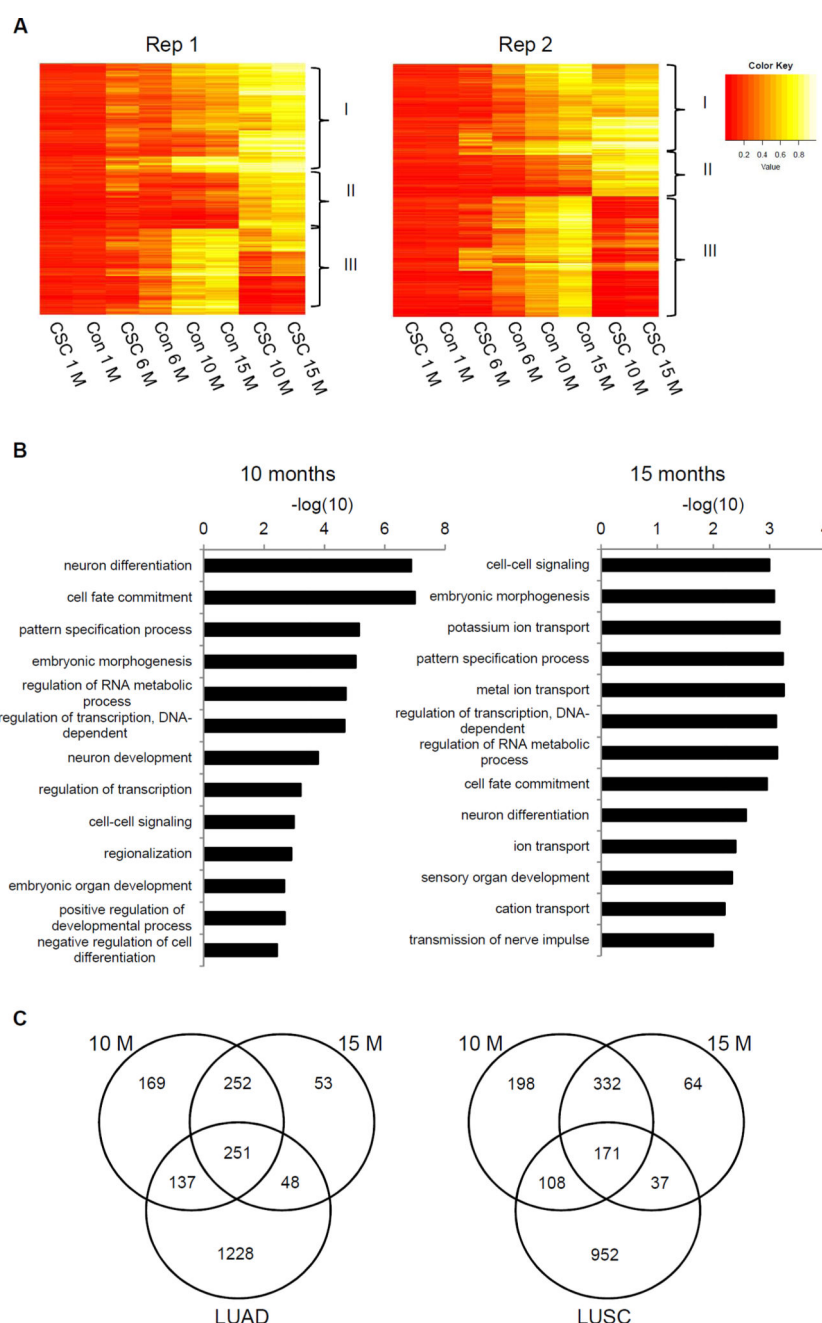 A
Rep 1
Rep 2
I
II
III
I
II
III
Color Key
0.2 0.4 0.6 0.8
Value
CSC 1 M
Con 1 M
CSC 6 M
Con 6 M
Con 10 M
Con 15 M
CSC 10 M
CSC 15 M
CSC 1 M
Con 1 M
CSC 6 M
Con 6 M
Con 10 M
Con 15 M
CSC 10 M
CSC 15 M
B
10 months
-log(10)
0 2 4 6 8
neuron differentiation
cell fate commitment
pattern specification process
embryonic morphogenesis
regulation of RNA metabolic
process
regulation of transcription, DNA-
dependent
neuron development
regulation of transcription
cell-cell signaling
regionalization
embryonic organ development
positive regulation of
developmental process
negative regulation of cell
differentiation
15 months
-log(10)
0 1 2 3
cell-cell signaling
embryonic morphogenesis
potassium ion transport
pattern specification process
metal ion transport
regulation of transcription, DNA-
dependent
regulation of RNA metabolic
process
cell fate commitment
neuron differentiation
ion transport
sensory organ development
cation transport
transmission of nerve impulse
C
10 M
15 M
169
252
53
251
137
48
1228
LUAD
10 M
15 M
198
332
64
171
108
37
952
LUSC